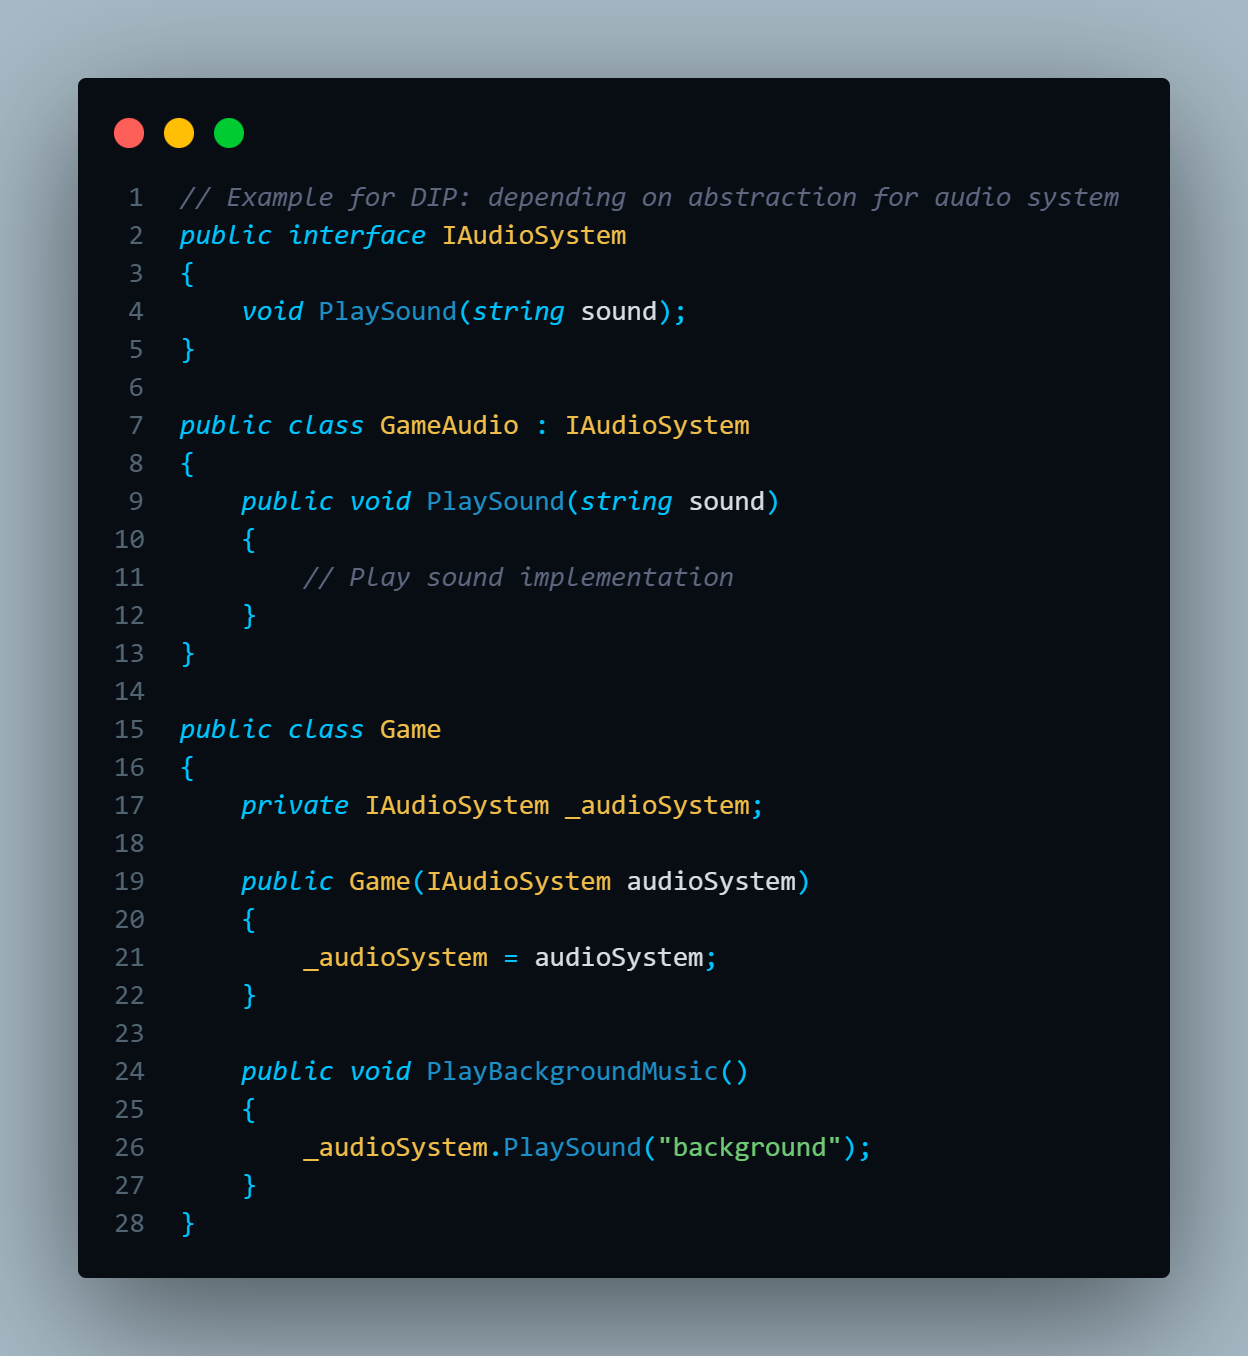 1 // Example for DIP: depending on abstraction for audio system
2 public interface IAudioSystem
3 {
4     void PlaySound(string sound);
5 }
6
7 public class GameAudio : IAudioSystem
8 {
9     public void PlaySound(string sound)
10     {
11         // Play sound implementation
12     }
13 }
14
15 public class Game
16 {
17     private IAudioSystem _audioSystem;
18
19     public Game(IAudioSystem audioSystem)
20     {
21         _audioSystem = audioSystem;
22     }
23
24     public void PlayBackgroundMusic()
25     {
26         _audioSystem.PlaySound("background");
27     }
28 }